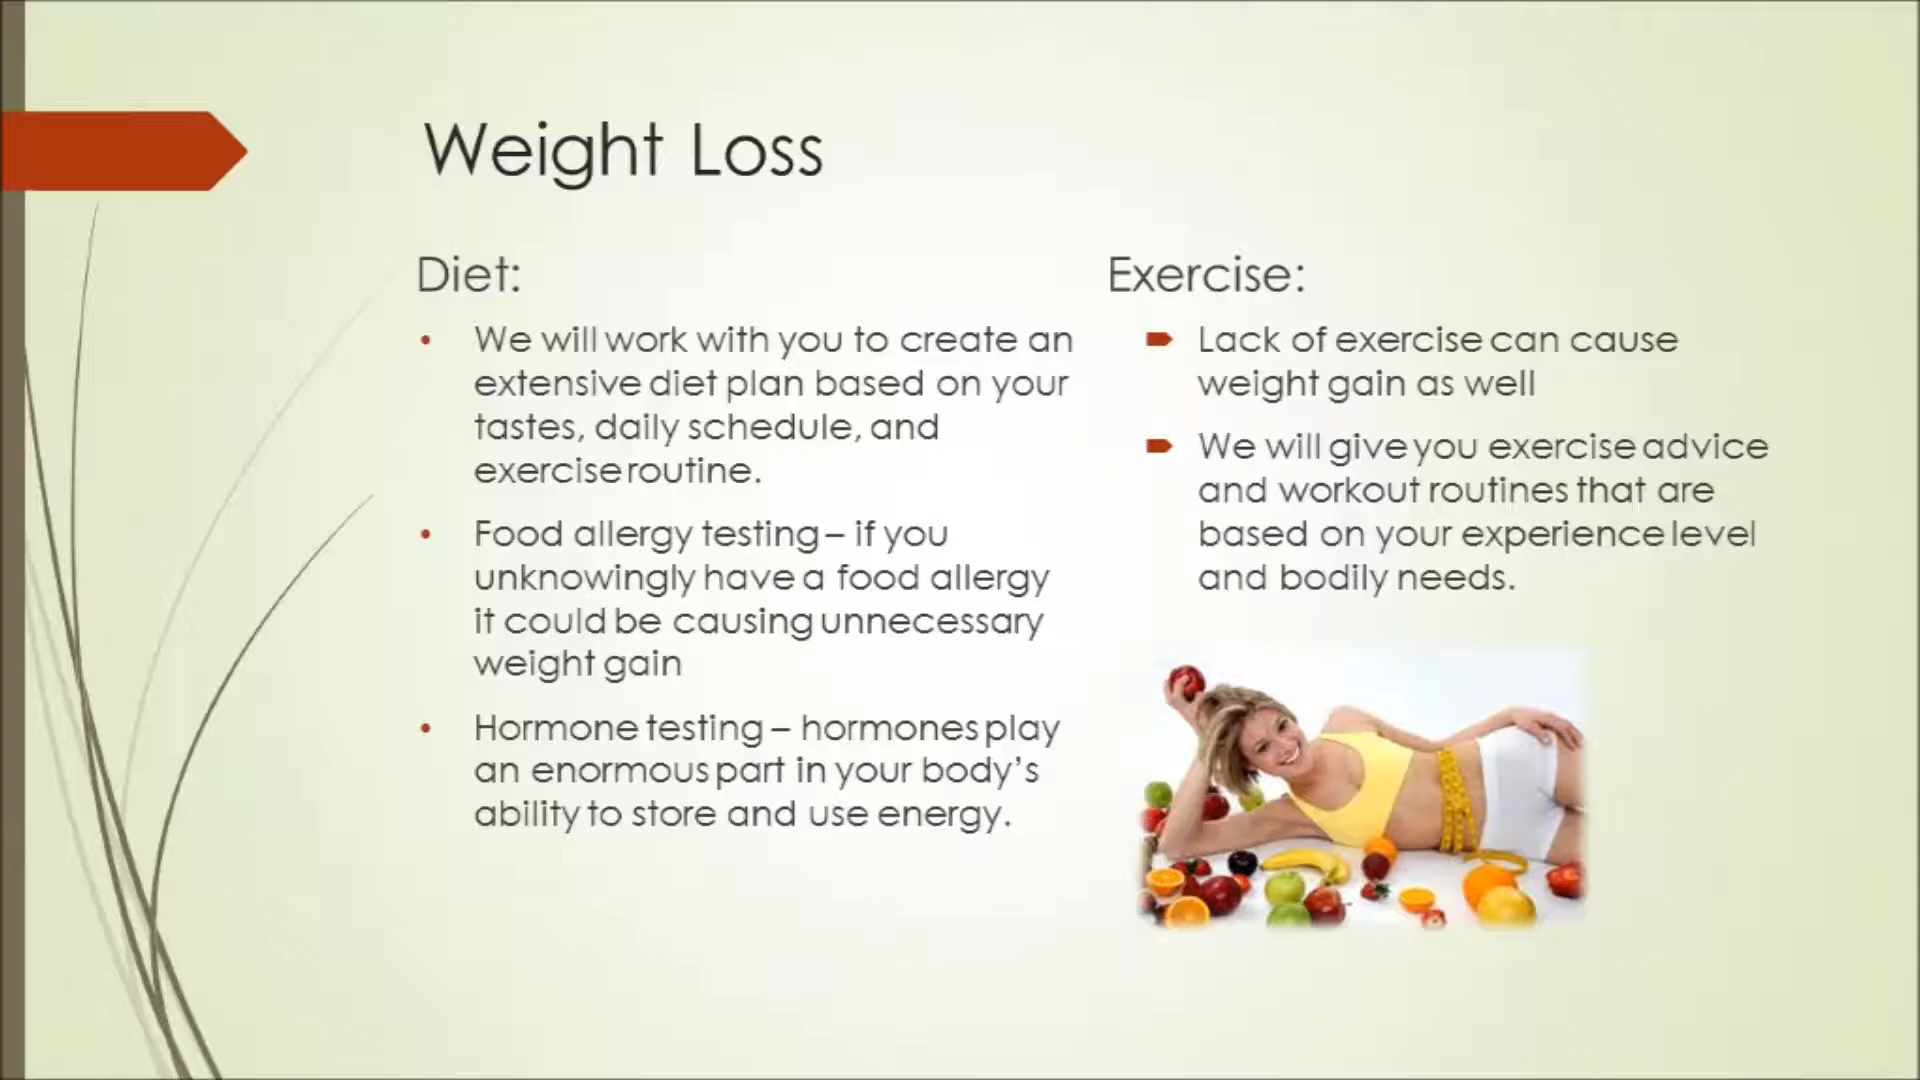 Weight Loss
Diet:
• We will work with you to create an
extensive diet plan based on your
tastes, daily schedule, and
exercise routine.
• Food allergy testing – if you
unknowingly have a food allergy
it could be causing unnecessary
weight gain
• Hormone testing – hormones play
an enormous part in your body’s
ability to store and use energy.
Exercise:
Lack of exercise can cause
weight gain as well
We will give you exercise advice
and workout routines that are
based on your experience level
and bodily needs.